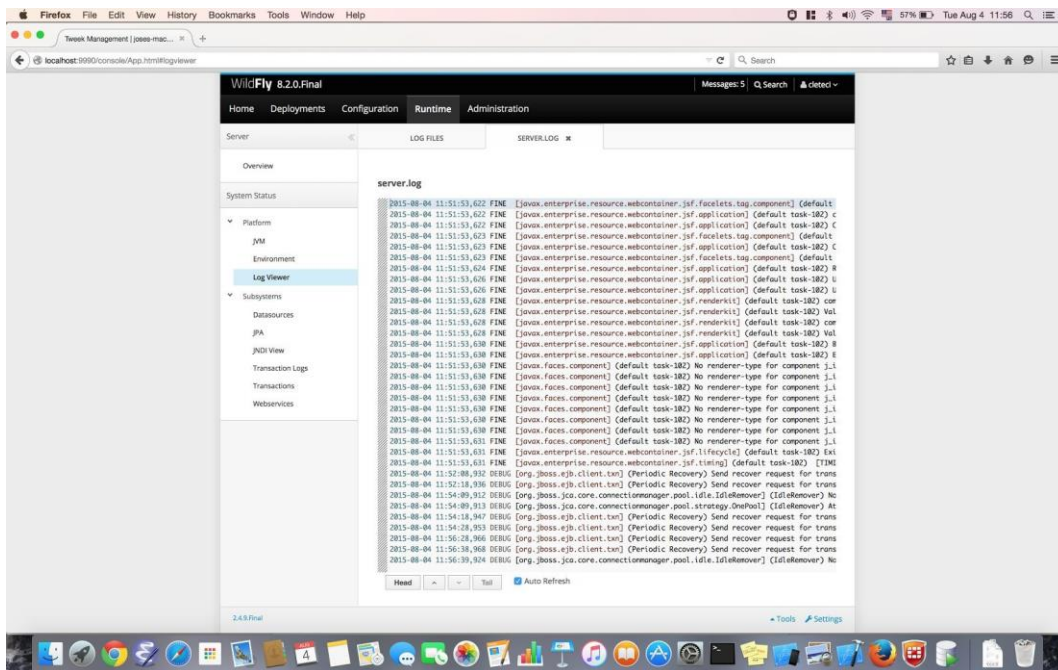 Firefox File Edit View History Bookmarks Tools Window Help 57% Tue Aug 4 11:56
Tweek Management | joses-mac...
localhost:9990/console/App.html#logviewer Search
WildFly 8.2.0.Final Messages: 5 Search cleteci
Home Deployments Configuration Runtime Administration
Server LOG FILES SERVER.LOG
Overview
server.log
System Status
Platform
JVM
Environment
Log Viewer
Subsystems
Datasources
JPA
JNDI View
Transaction Logs
Transactions
Webservices
2015-08-04 11:51:53,622 FINE [javax.enterprise.resource.webcontainer.jsf.facelets.tag.component] (default
2015-08-04 11:51:53,622 FINE [javax.enterprise.resource.webcontainer.jsf.application] (default task-102) c
2015-08-04 11:51:53,622 FINE [javax.enterprise.resource.webcontainer.jsf.application] (default task-102) C
2015-08-04 11:51:53,623 FINE [javax.enterprise.resource.webcontainer.jsf.facelets.tag.component] (default
2015-08-04 11:51:53,623 FINE [javax.enterprise.resource.webcontainer.jsf.application] (default task-102) C
2015-08-04 11:51:53,623 FINE [javax.enterprise.resource.webcontainer.jsf.facelets.tag.component] (default
2015-08-04 11:51:53,624 FINE [javax.enterprise.resource.webcontainer.jsf.application] (default task-102) R
2015-08-04 11:51:53,626 FINE [javax.enterprise.resource.webcontainer.jsf.application] (default task-102) U
2015-08-04 11:51:53,626 FINE [javax.enterprise.resource.webcontainer.jsf.application] (default task-102) U
2015-08-04 11:51:53,628 FINE [javax.enterprise.resource.webcontainer.jsf.renderkit] (default task-102) com
2015-08-04 11:51:53,628 FINE [javax.enterprise.resource.webcontainer.jsf.renderkit] (default task-102) Val
2015-08-04 11:51:53,628 FINE [javax.enterprise.resource.webcontainer.jsf.renderkit] (default task-102) com
2015-08-04 11:51:53,628 FINE [javax.enterprise.resource.webcontainer.jsf.renderkit] (default task-102) Val
2015-08-04 11:51:53,630 FINE [javax.enterprise.resource.webcontainer.jsf.application] (default task-102) B
2015-08-04 11:51:53,630 FINE [javax.enterprise.resource.webcontainer.jsf.application] (default task-102) E
2015-08-04 11:51:53,630 FINE [javax.faces.component] (default task-102) No renderer-type for component j_i
2015-08-04 11:51:53,630 FINE [javax.faces.component] (default task-102) No renderer-type for component j_i
2015-08-04 11:51:53,630 FINE [javax.faces.component] (default task-102) No renderer-type for component j_i
2015-08-04 11:51:53,630 FINE [javax.faces.component] (default task-102) No renderer-type for component j_i
2015-08-04 11:51:53,630 FINE [javax.faces.component] (default task-102) No renderer-type for component j_i
2015-08-04 11:51:53,630 FINE [javax.faces.component] (default task-102) No renderer-type for component j_i
2015-08-04 11:51:53,630 FINE [javax.faces.component] (default task-102) No renderer-type for component j_i
2015-08-04 11:51:53,631 FINE [javax.faces.component] (default task-102) No renderer-type for component j_i
2015-08-04 11:51:53,631 FINE [javax.enterprise.resource.webcontainer.jsf.lifecycle] (default task-102) Exi
2015-08-04 11:51:53,631 FINE [javax.enterprise.resource.webcontainer.jsf.timing] (default task-102) [TIMI
2015-08-04 11:52:08,932 DEBUG [org.jboss.ejb.client.txn] (Periodic Recovery) Send recover request for trans
2015-08-04 11:52:18,936 DEBUG [org.jboss.ejb.client.txn] (Periodic Recovery) Send recover request for trans
2015-08-04 11:54:09,912 DEBUG [org.jboss.jca.core.connectionmanager.pool.idle.IdleRemover] (IdleRemover) No
2015-08-04 11:54:09,913 DEBUG [org.jboss.jca.core.connectionmanager.pool.strategy.OnePool] (IdleRemover) At
2015-08-04 11:54:18,947 DEBUG [org.jboss.ejb.client.txn] (Periodic Recovery) Send recover request for trans
2015-08-04 11:54:28,953 DEBUG [org.jboss.ejb.client.txn] (Periodic Recovery) Send recover request for trans
2015-08-04 11:56:28,966 DEBUG [org.jboss.ejb.client.txn] (Periodic Recovery) Send recover request for trans
2015-08-04 11:56:38,968 DEBUG [org.jboss.ejb.client.txn] (Periodic Recovery) Send recover request for trans
2015-08-04 11:56:39,924 DEBUG [org.jboss.jca.core.connectionmanager.pool.idle.IdleRemover] (IdleRemover) No
Head Tail Auto Refresh
2.4.9.Final Tools Settings
4